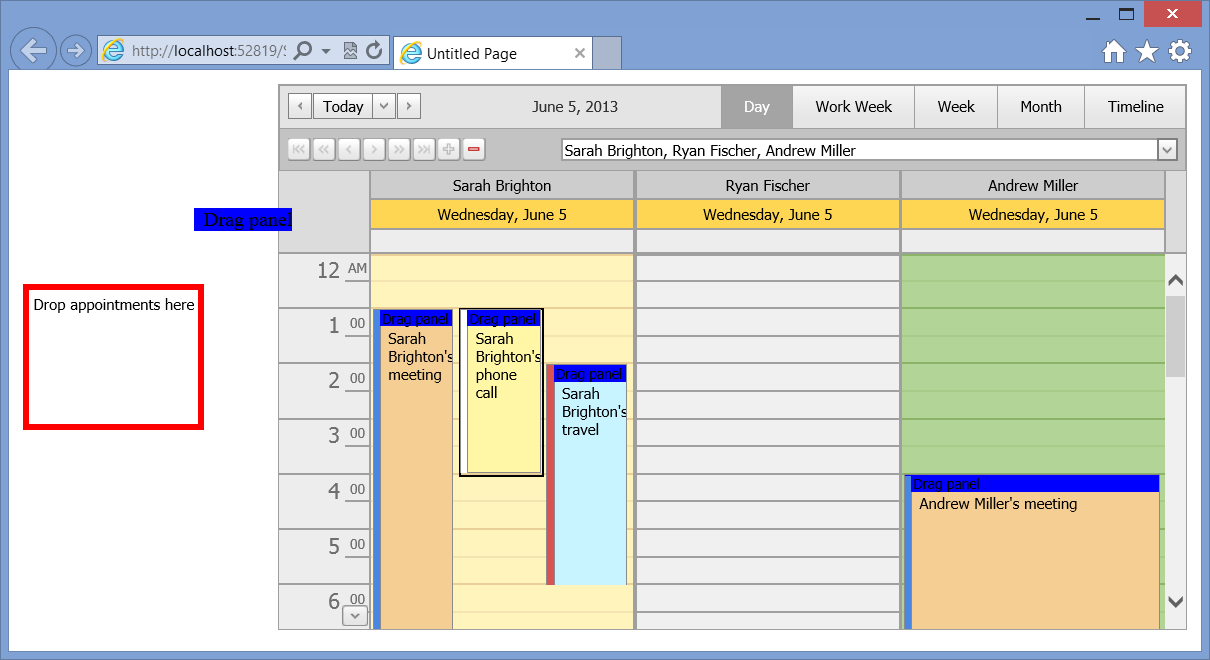 http://localhost:52819/S
Untitled Page
Today
June 5, 2013
Day
Work Week
Week
Month
Timeline
Sarah Brighton, Ryan Fischer, Andrew Miller
Sarah Brighton
Ryan Fischer
Andrew Miller
Wednesday, June 5
Wednesday, June 5
Wednesday, June 5
Drag panel
Drop appointments here
12 AM
1 00
2 00
3 00
4 00
5 00
6 00
Drag panel
Sarah
Brighton's
meeting
Drag panel
Sarah
Brighton's
phone
call
Drag panel
Sarah
Brighton's
travel
Drag panel
Andrew Miller's meeting